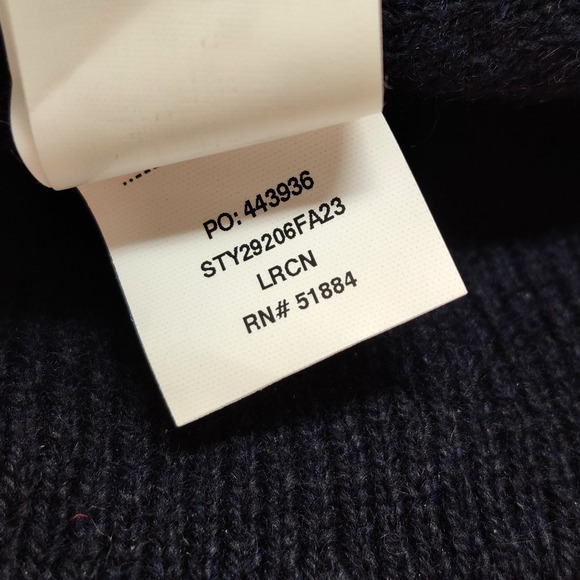 PO: 443936
STY29206FA23
LRCN
RN# 51884